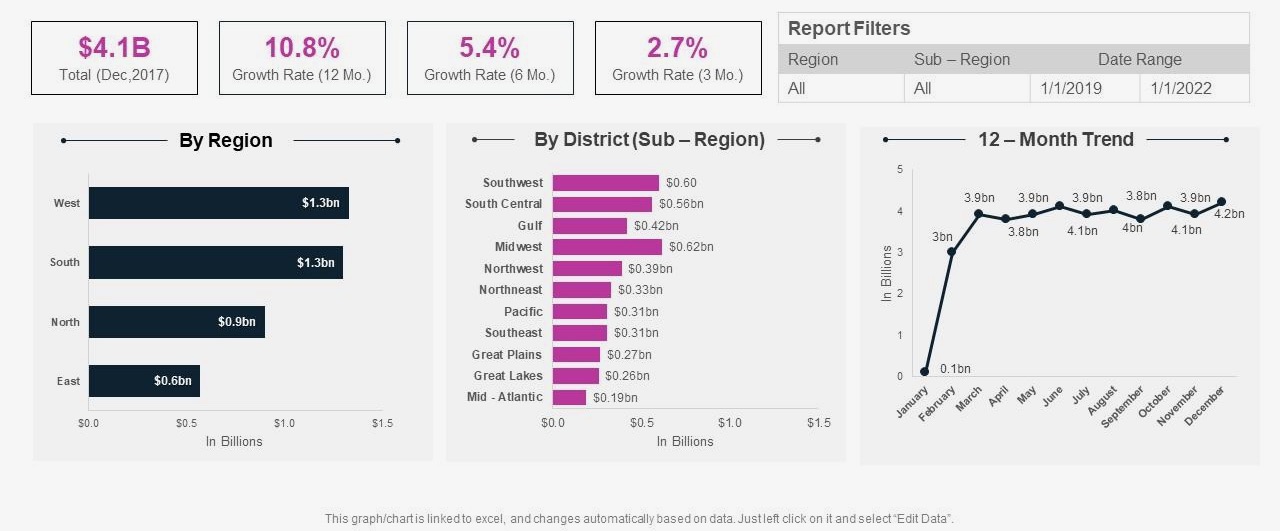 $4.1B
Total (Dec,2017)
10.8%
Growth Rate (12 Mo.)
5.4%
Growth Rate (6 Mo.)
2.7%
Growth Rate (3 Mo.)
Report Filters
Region Sub – Region Date Range
All All 1/1/2019 1/1/2022
By Region
West $1.3bn
South $1.3bn
North $0.9bn
East $0.6bn
$0.0 $0.5 $1.0 $1.5
In Billions
By District (Sub – Region)
Southwest $0.60
South Central $0.56bn
Gulf $0.42bn
Midwest $0.62bn
Northwest $0.39bn
Northeast $0.33bn
Pacific $0.31bn
Southeast $0.31bn
Great Plains $0.27bn
Great Lakes $0.26bn
Mid - Atlantic $0.19bn
$0.0 $0.5 $1.0 $1.5
In Billions
12 – Month Trend
5
4
3
2
1
0
In Billions
0.1bn
3bn
3.9bn
3.8bn
3.9bn
4.1bn
3.9bn
4bn
3.8bn
4.1bn
3.9bn
4.2bn
January February March April May June July August September October November December
This graph/chart is linked to excel, and changes automatically based on data. Just left click on it and select “Edit Data”.